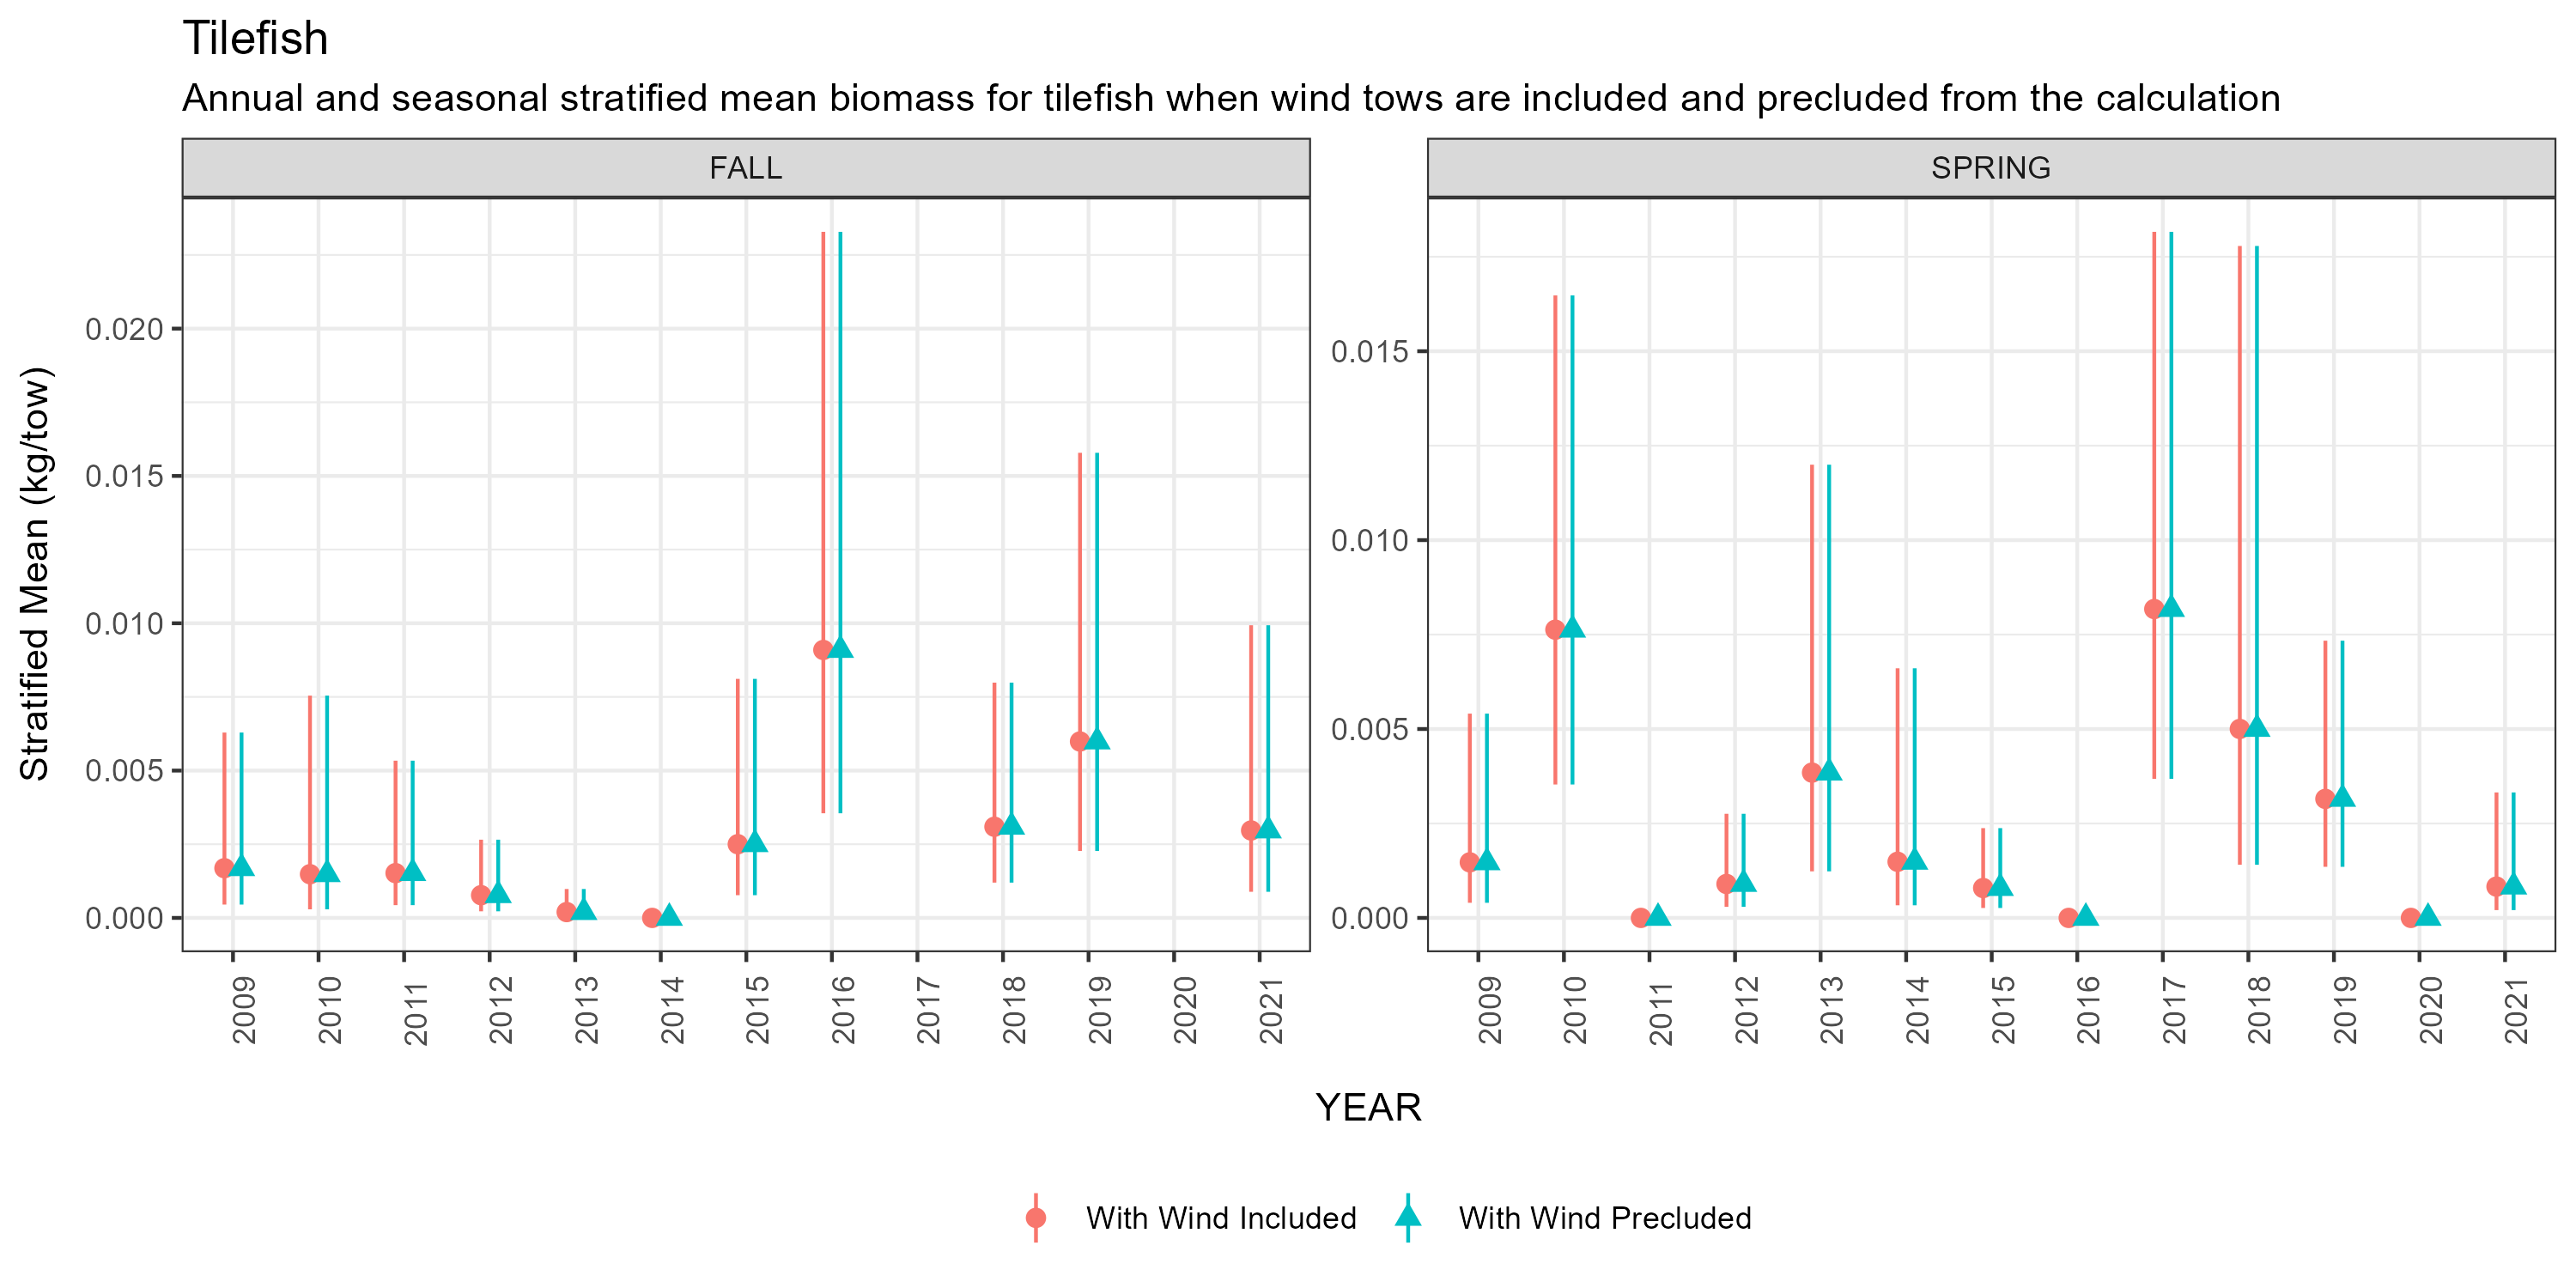 Tilefish
Annual and seasonal stratified mean biomass for tilefish when wind tows are included and precluded from the calculation
FALL
SPRING
Stratified Mean (kg/tow)
0.020
0.015
0.010
0.005
0.000
0.015
0.010
0.005
0.000
2009 2010 2011 2012 2013 2014 2015 2016 2017 2018 2019 2020 2021
2009 2010 2011 2012 2013 2014 2015 2016 2017 2018 2019 2020 2021
YEAR
With Wind Included
With Wind Precluded